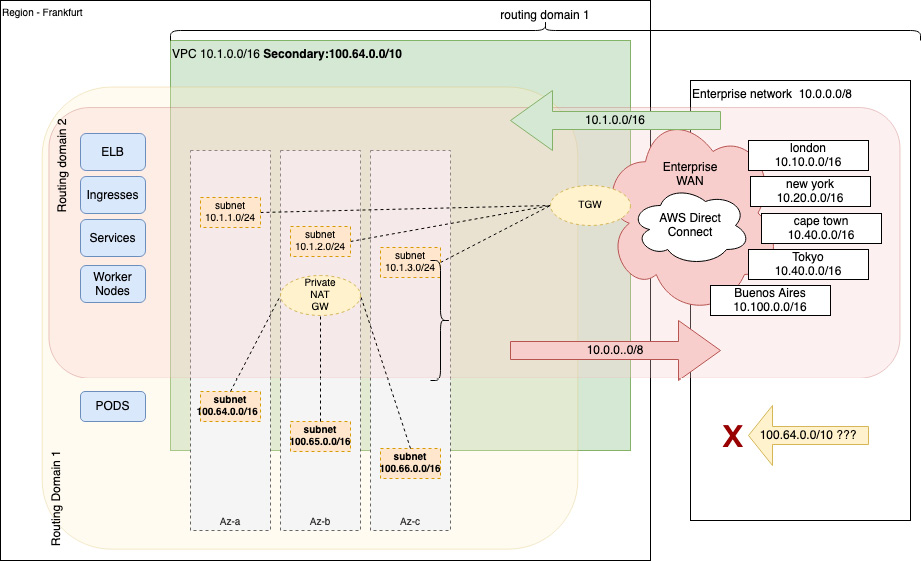 Region - Frankfurt
routing domain 1
VPC 10.1.0.0/16 Secondary:100.64.0.0/10
Enterprise network 10.0.0.0/8
10.1.0.0/16
Routing domain 2
ELB
Ingresses
Services
Worker
Nodes
PODS
Routing Domain 1
subnet
10.1.1.0/24
subnet
10.1.2.0/24
subnet
10.1.3.0/24
Private
NAT
GW
TGW
Enterprise
WAN
AWS Direct
Connect
london
10.10.0.0/16
new york
10.20.0.0/16
cape town
10.40.0.0/16
Tokyo
10.40.0.0/16
Buenos Aires
10.100.0.0/16
10.0.0..0/8
subnet
100.64.0.0/16
subnet
100.65.0.0/16
subnet
100.66.0.0/16
X
100.64.0.0/10 ???
Az-a
Az-b
Az-c